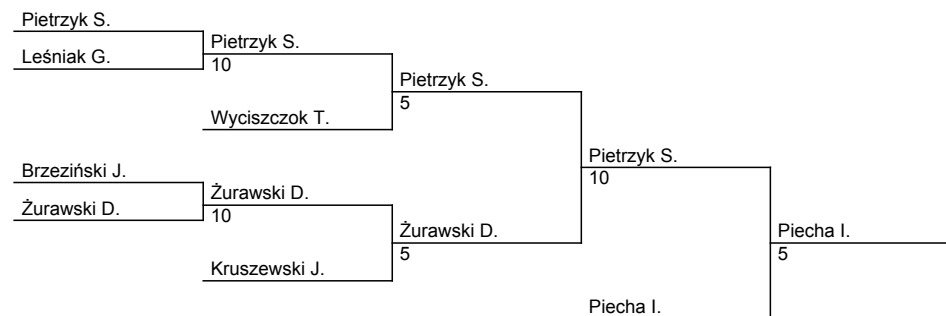 Pietrzyk S.
Leśniak G.
Pietrzyk S.
10
Wyciszczok T.
Pietrzyk S.
5
Brzeziński J.
Żurawski D.
Żurawski D.
10
Kruszewski J.
Żurawski D.
5
Pietrzyk S.
10
Piecha I.
Piecha I.
5